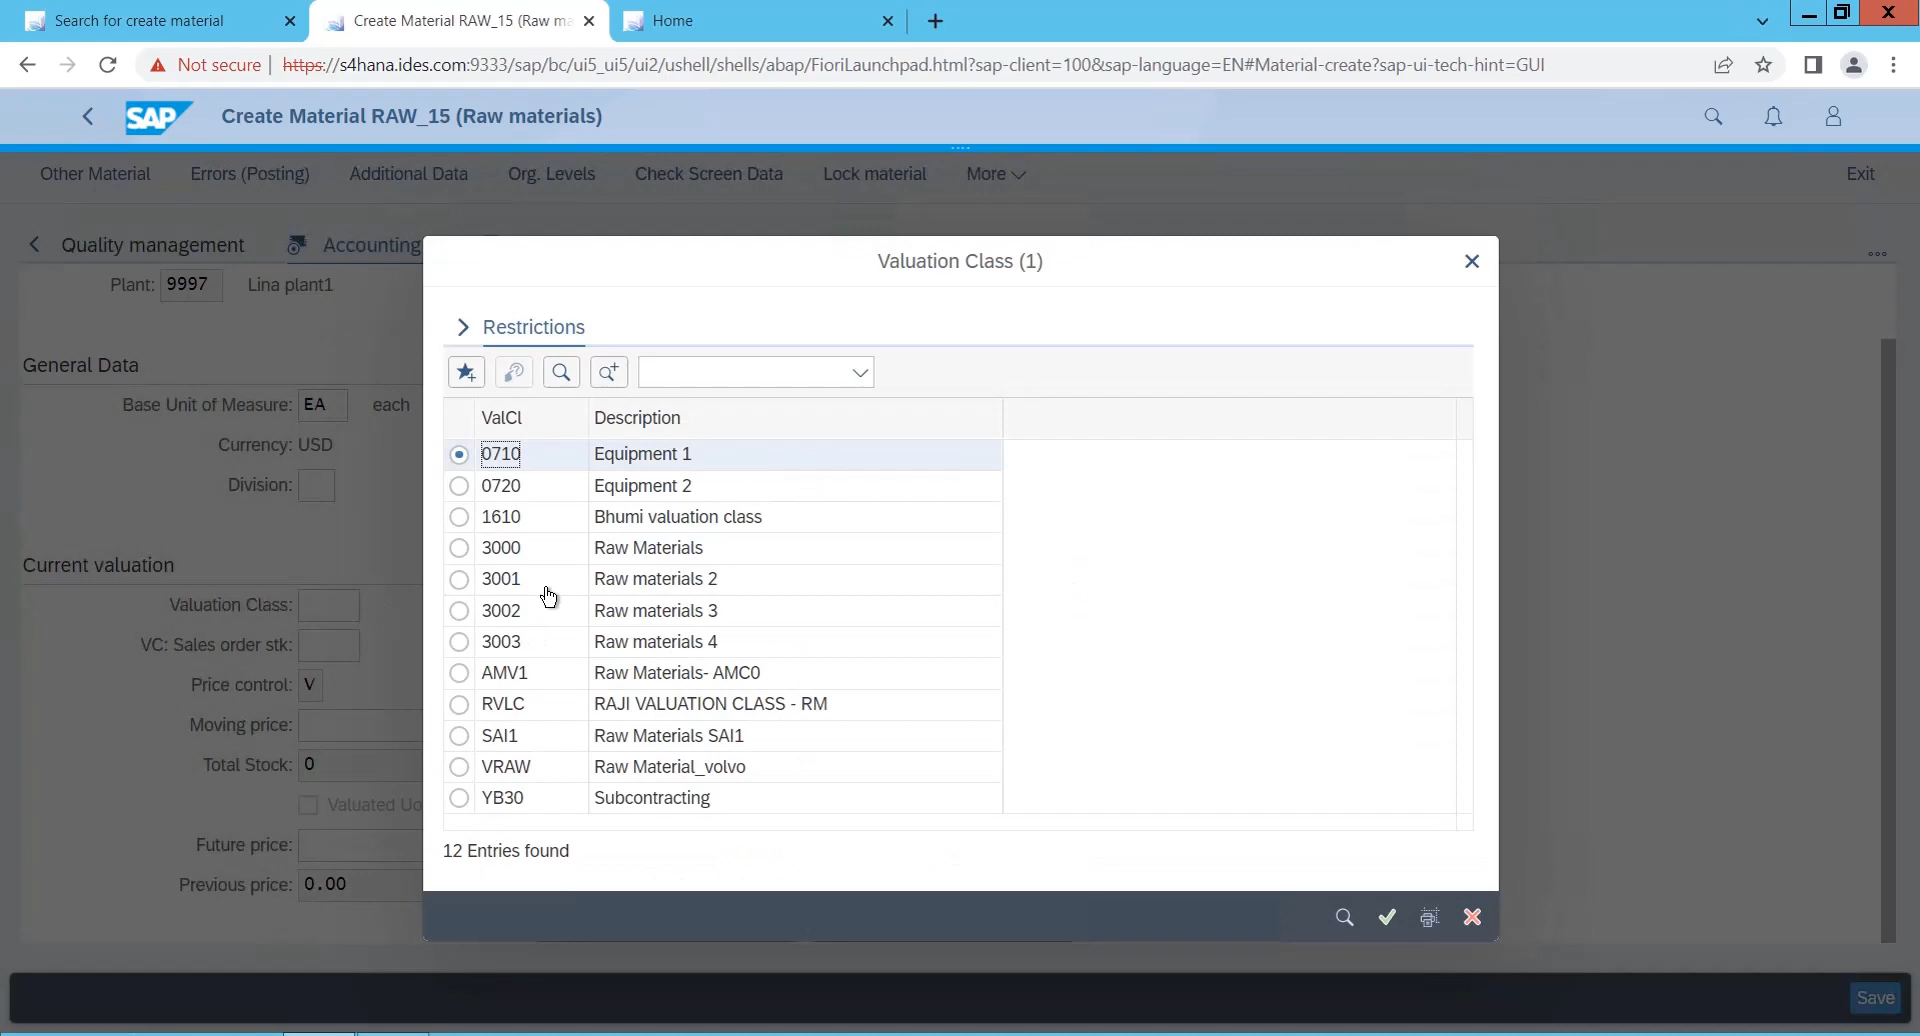 Search for create material
Create Material RAW_15 (Raw ma
Home
Not secure
https://s4hana.ides.com:9333/sap/bc/ui5_ui5/ui2/ushell/shells/abap/FioriLaunchpad.html?sap-client=100&sap-language=EN#Material-create?sap-ui-tech-hint=GUI
SAP
Create Material RAW_15 (Raw materials)
Other Material
Errors (Posting)
Additional Data
Org. Levels
Check Screen Data
Lock material
More
Exit
Quality management
Accounting
Plant: 9997 Lina plant1
General Data
Base Unit of Measure: EA each
Currency: USD
Division:
Current valuation
Valuation Class:
VC: Sales order stk:
Price control: V
Moving price:
Total Stock: 0
Valuated Uo
Future price:
Previous price: 0.00
Valuation Class (1)
Restrictions
ValCl Description
0710 Equipment 1
0720 Equipment 2
1610 Bhumi valuation class
3000 Raw Materials
3001 Raw materials 2
3002 Raw materials 3
3003 Raw materials 4
AMV1 Raw Materials- AMC0
RVLC RAJI VALUATION CLASS - RM
SAI1 Raw Materials SAI1
VRAW Raw Material_volvo
YB30 Subcontracting
12 Entries found
Save